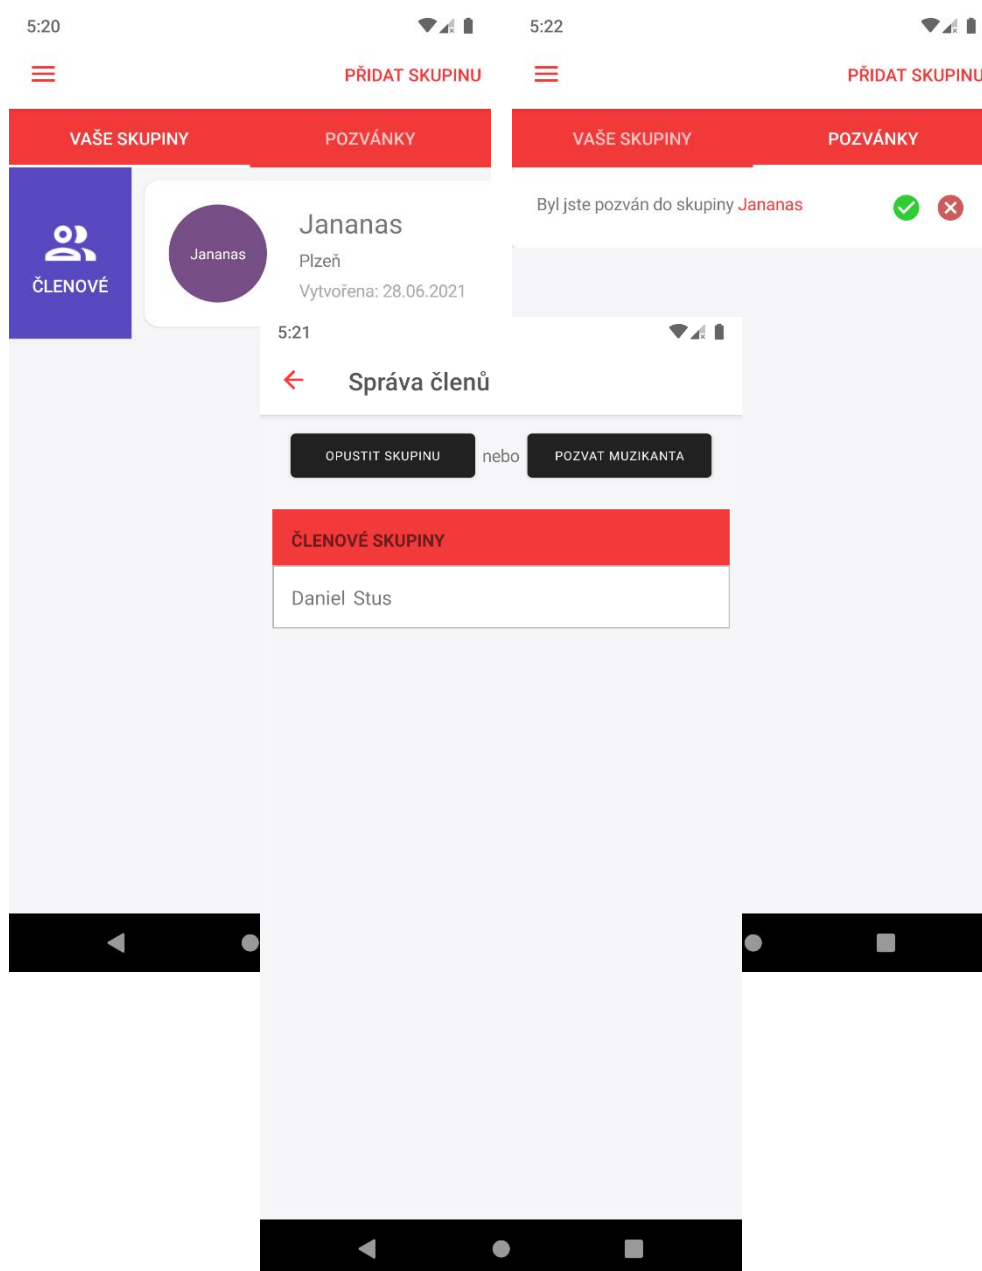 5:20
PŘIDAT SKUPINU
VAŠE SKUPINY
POZVÁNKY
ČLENOVÉ
Jananas
Jananas
Plzeň
Vytvořena: 28.06.2021
5:22
PŘIDAT SKUPINU
VAŠE SKUPINY
POZVÁNKY
Byl jste pozván do skupiny Jananas
5:21
Správa členů
OPUSTIT SKUPINU nebo POZVAT MUZIKANTA
ČLENOVÉ SKUPINY
Daniel Stus